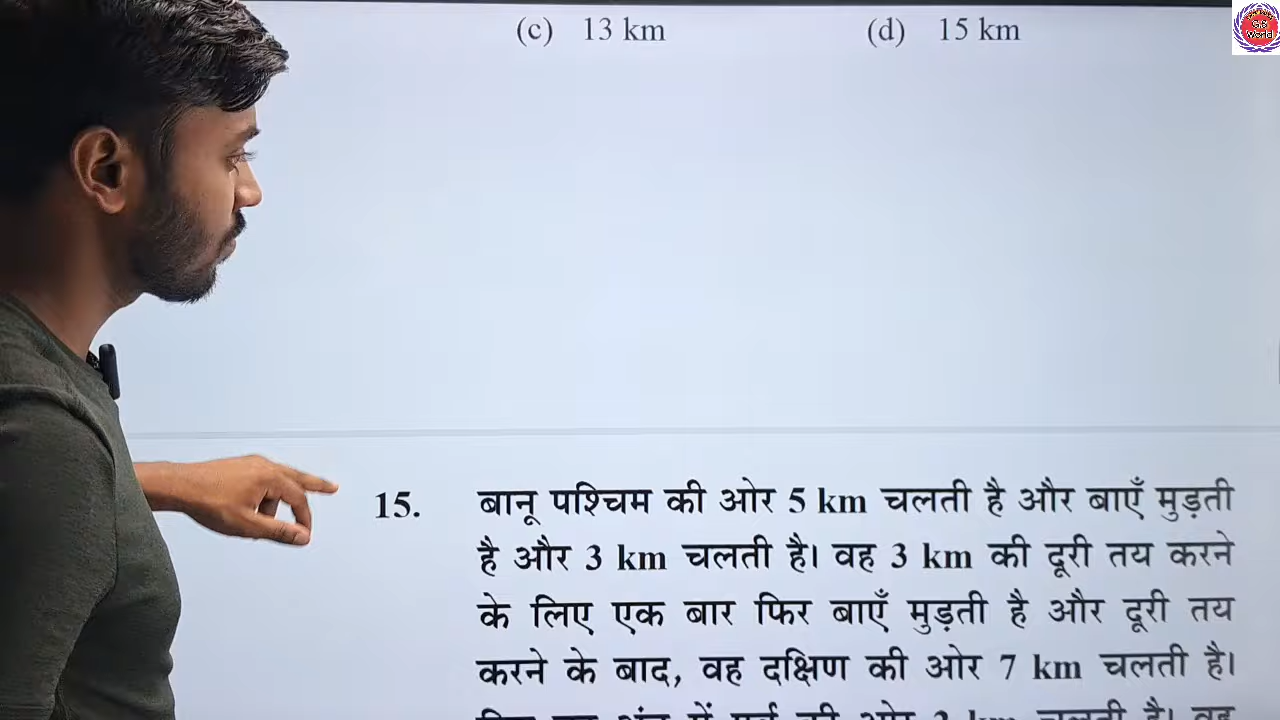 (c) 13 km (d) 15 km
World
15. बानू पश्चिम की ओर 5 km चलती है और बाएँ मुड़ती
है और 3 km चलती है। वह 3 km की दूरी तय करने
के लिए एक बार फिर बाएँ मुड़ती है और दूरी तय
करने के बाद, वह दक्षिण की ओर 7 km चलती है।